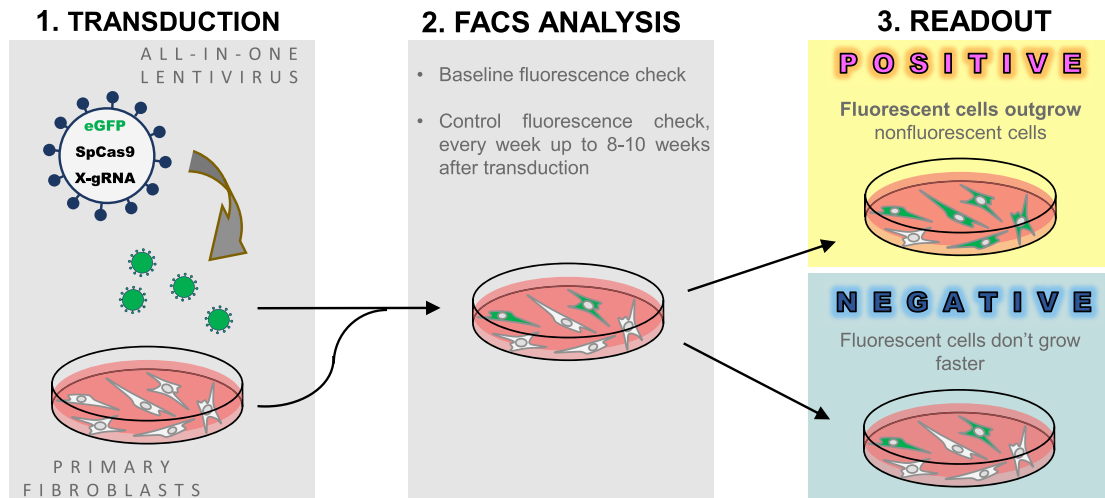 1. TRANSDUCTION
ALL-IN-ONE
LENTIVIRUS
eGFP
SpCas9
X-gRNA
PRIMARY
FIBROBLASTS
2. FACS ANALYSIS
• Baseline fluorescence check
• Control fluorescence check,
every week up to 8-10 weeks
after transduction
3. READOUT
POSITIVE
Fluorescent cells outgrow
nonfluorescent cells
NEGATIVE
Fluorescent cells don't grow
faster